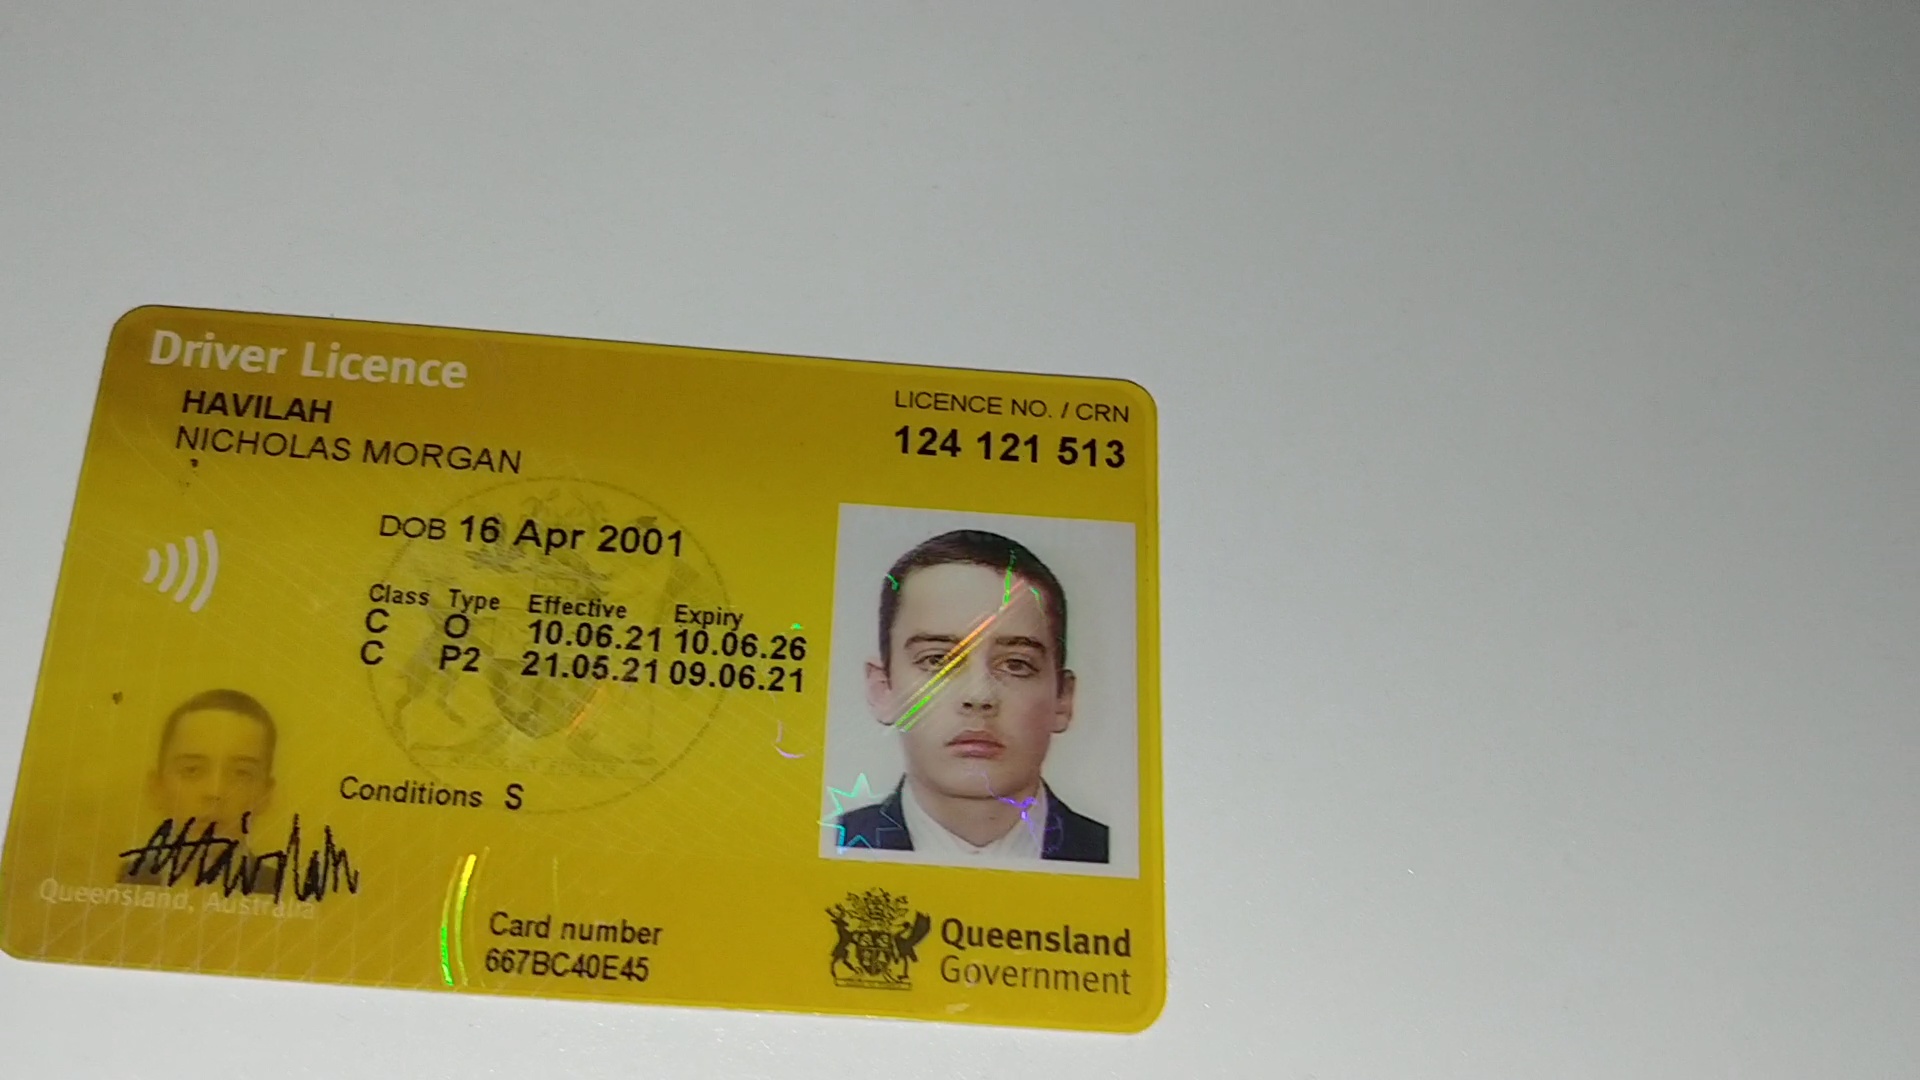 Driver Licence
HAVILAH
NICHOLAS MORGAN
LICENCE NO. / CRN
124 121 513
DOB 16 Apr 2001
Class Type Effective Expiry
C O 10.06.21 10.06.26
C P2 21.05.21 09.06.21
Conditions S
Queensland, Australia
Card number
667BC40E45
Queensland
Government